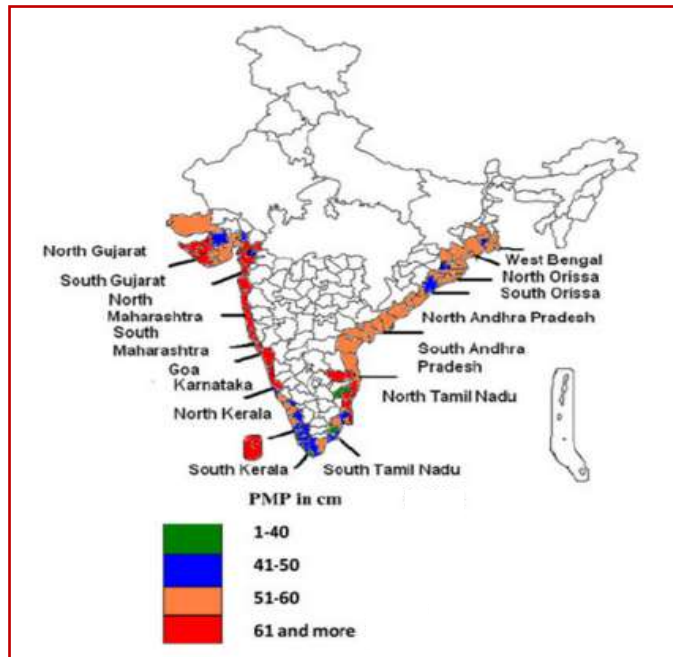 North Gujarat
South Gujarat
North
Maharashtra
South
Maharashtra
Goa
Karnataka
North Kerala
South Kerala
West Bengal
North Orissa
South Orissa
North Andhra Pradesh
South Andhra
Pradesh
North Tamil Nadu
South Tamil Nadu
PMP in cm
1-40
41-50
51-60
61 and more